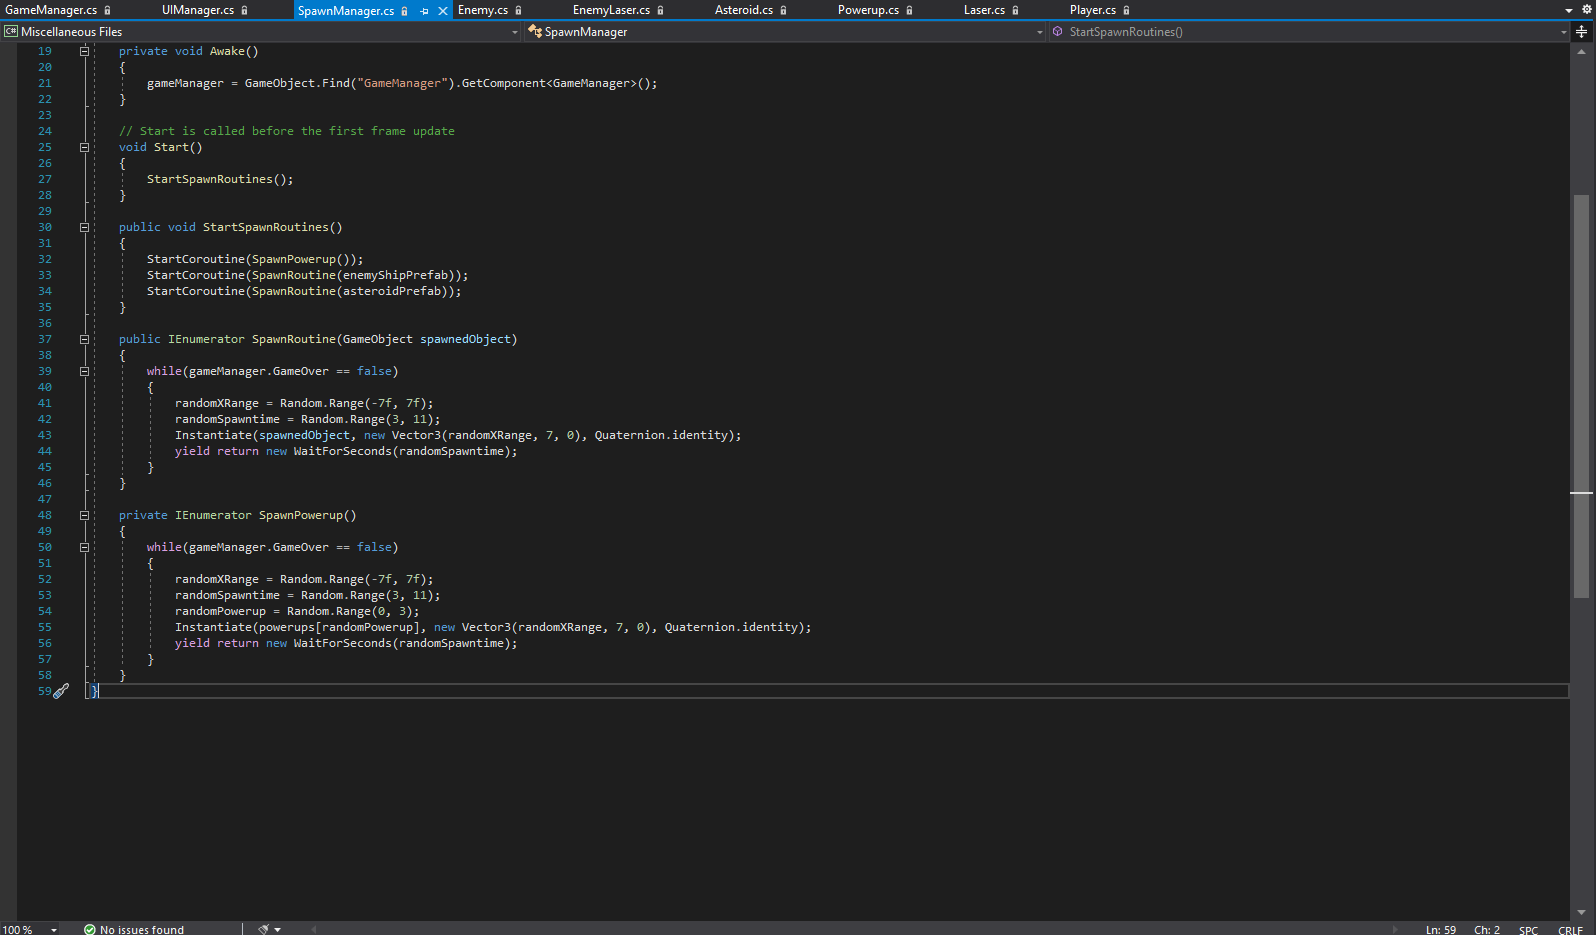 GameManager.cs UIManager.cs SpawnManager.cs Enemy.cs EnemyLaser.cs Asteroid.cs Powerup.cs Laser.cs Player.cs
C# Miscellaneous Files SpawnManager StartSpawnRoutines()
19 private void Awake()
20 {
21 gameManager = GameObject.Find("GameManager").GetComponent<GameManager>();
22 }
23
24 // Start is called before the first frame update
25 void Start()
26 {
27 StartSpawnRoutines();
28 }
29
30 public void StartSpawnRoutines()
31 {
32 StartCoroutine(SpawnPowerup());
33 StartCoroutine(SpawnRoutine(enemyShipPrefab));
34 StartCoroutine(SpawnRoutine(asteroidPrefab));
35 }
36
37 public IEnumerator SpawnRoutine(GameObject spawnedObject)
38 {
39 while(gameManager.GameOver == false)
40 {
41 randomXRange = Random.Range(-7f, 7f);
42 randomSpawntime = Random.Range(3, 11);
43 Instantiate(spawnedObject, new Vector3(randomXRange, 7, 0), Quaternion.identity);
44 yield return new WaitForSeconds(randomSpawntime);
45 }
46 }
47
48 private IEnumerator SpawnPowerup()
49 {
50 while(gameManager.GameOver == false)
51 {
52 randomXRange = Random.Range(-7f, 7f);
53 randomSpawntime = Random.Range(3, 11);
54 randomPowerup = Random.Range(0, 3);
55 Instantiate(powerups[randomPowerup], new Vector3(randomXRange, 7, 0), Quaternion.identity);
56 yield return new WaitForSeconds(randomSpawntime);
57 }
58 }
59 }
100 % No issues found Ln: 59 Ch: 2 SPC CRLF